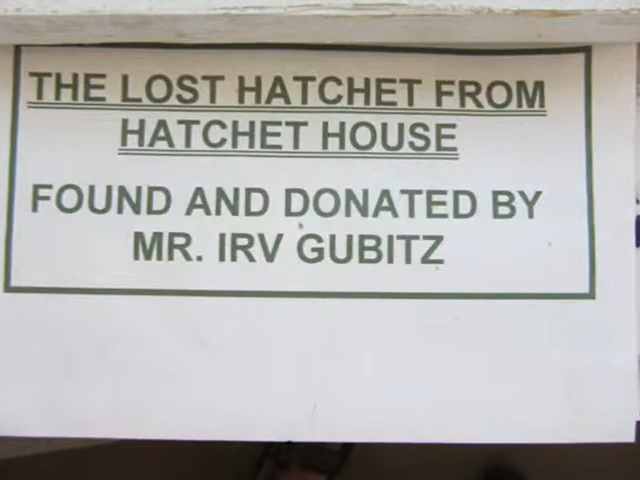 THE LOST HATCHET FROM
HATCHET HOUSE
FOUND AND DONATED BY
MR. IRV GUBITZ